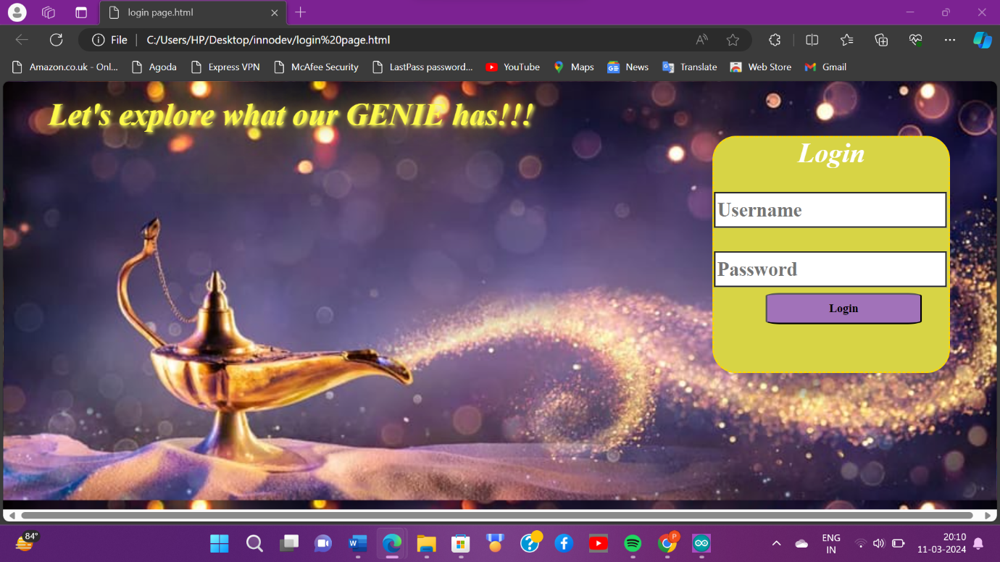 login page.html
File
C:/Users/HP/Desktop/innodev/login%20page.html
Amazon.co.uk - Onl...
Agoda
Express VPN
McAfee Security
LastPass password...
YouTube
Maps
News
Translate
Web Store
Gmail
Let's explore what our GENIE has!!!
Login
Username
Password
Login
84°
ENG
IN
20:10
11-03-2024